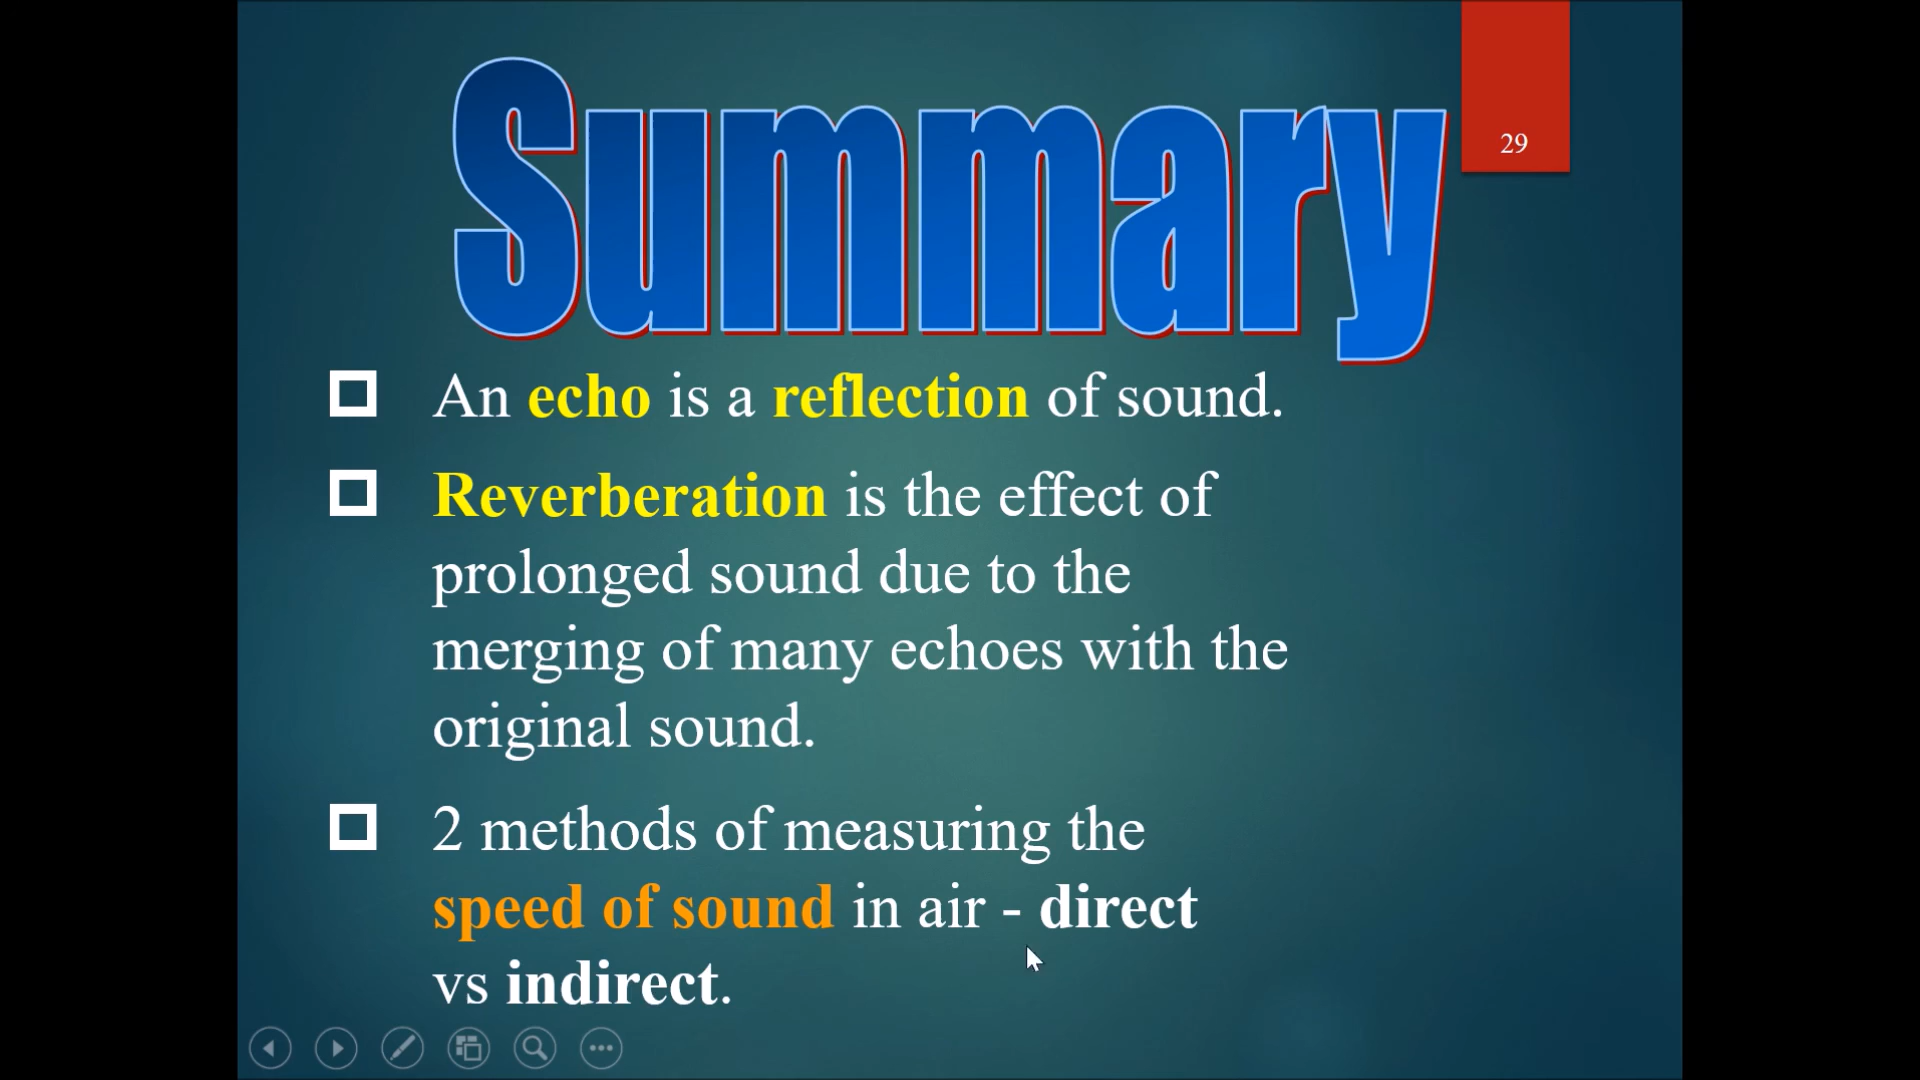 Summary
29
An echo is a reflection of sound.
Reverberation is the effect of
prolonged sound due to the
merging of many echoes with the
original sound.
2 methods of measuring the
speed of sound in air - direct
vs indirect.